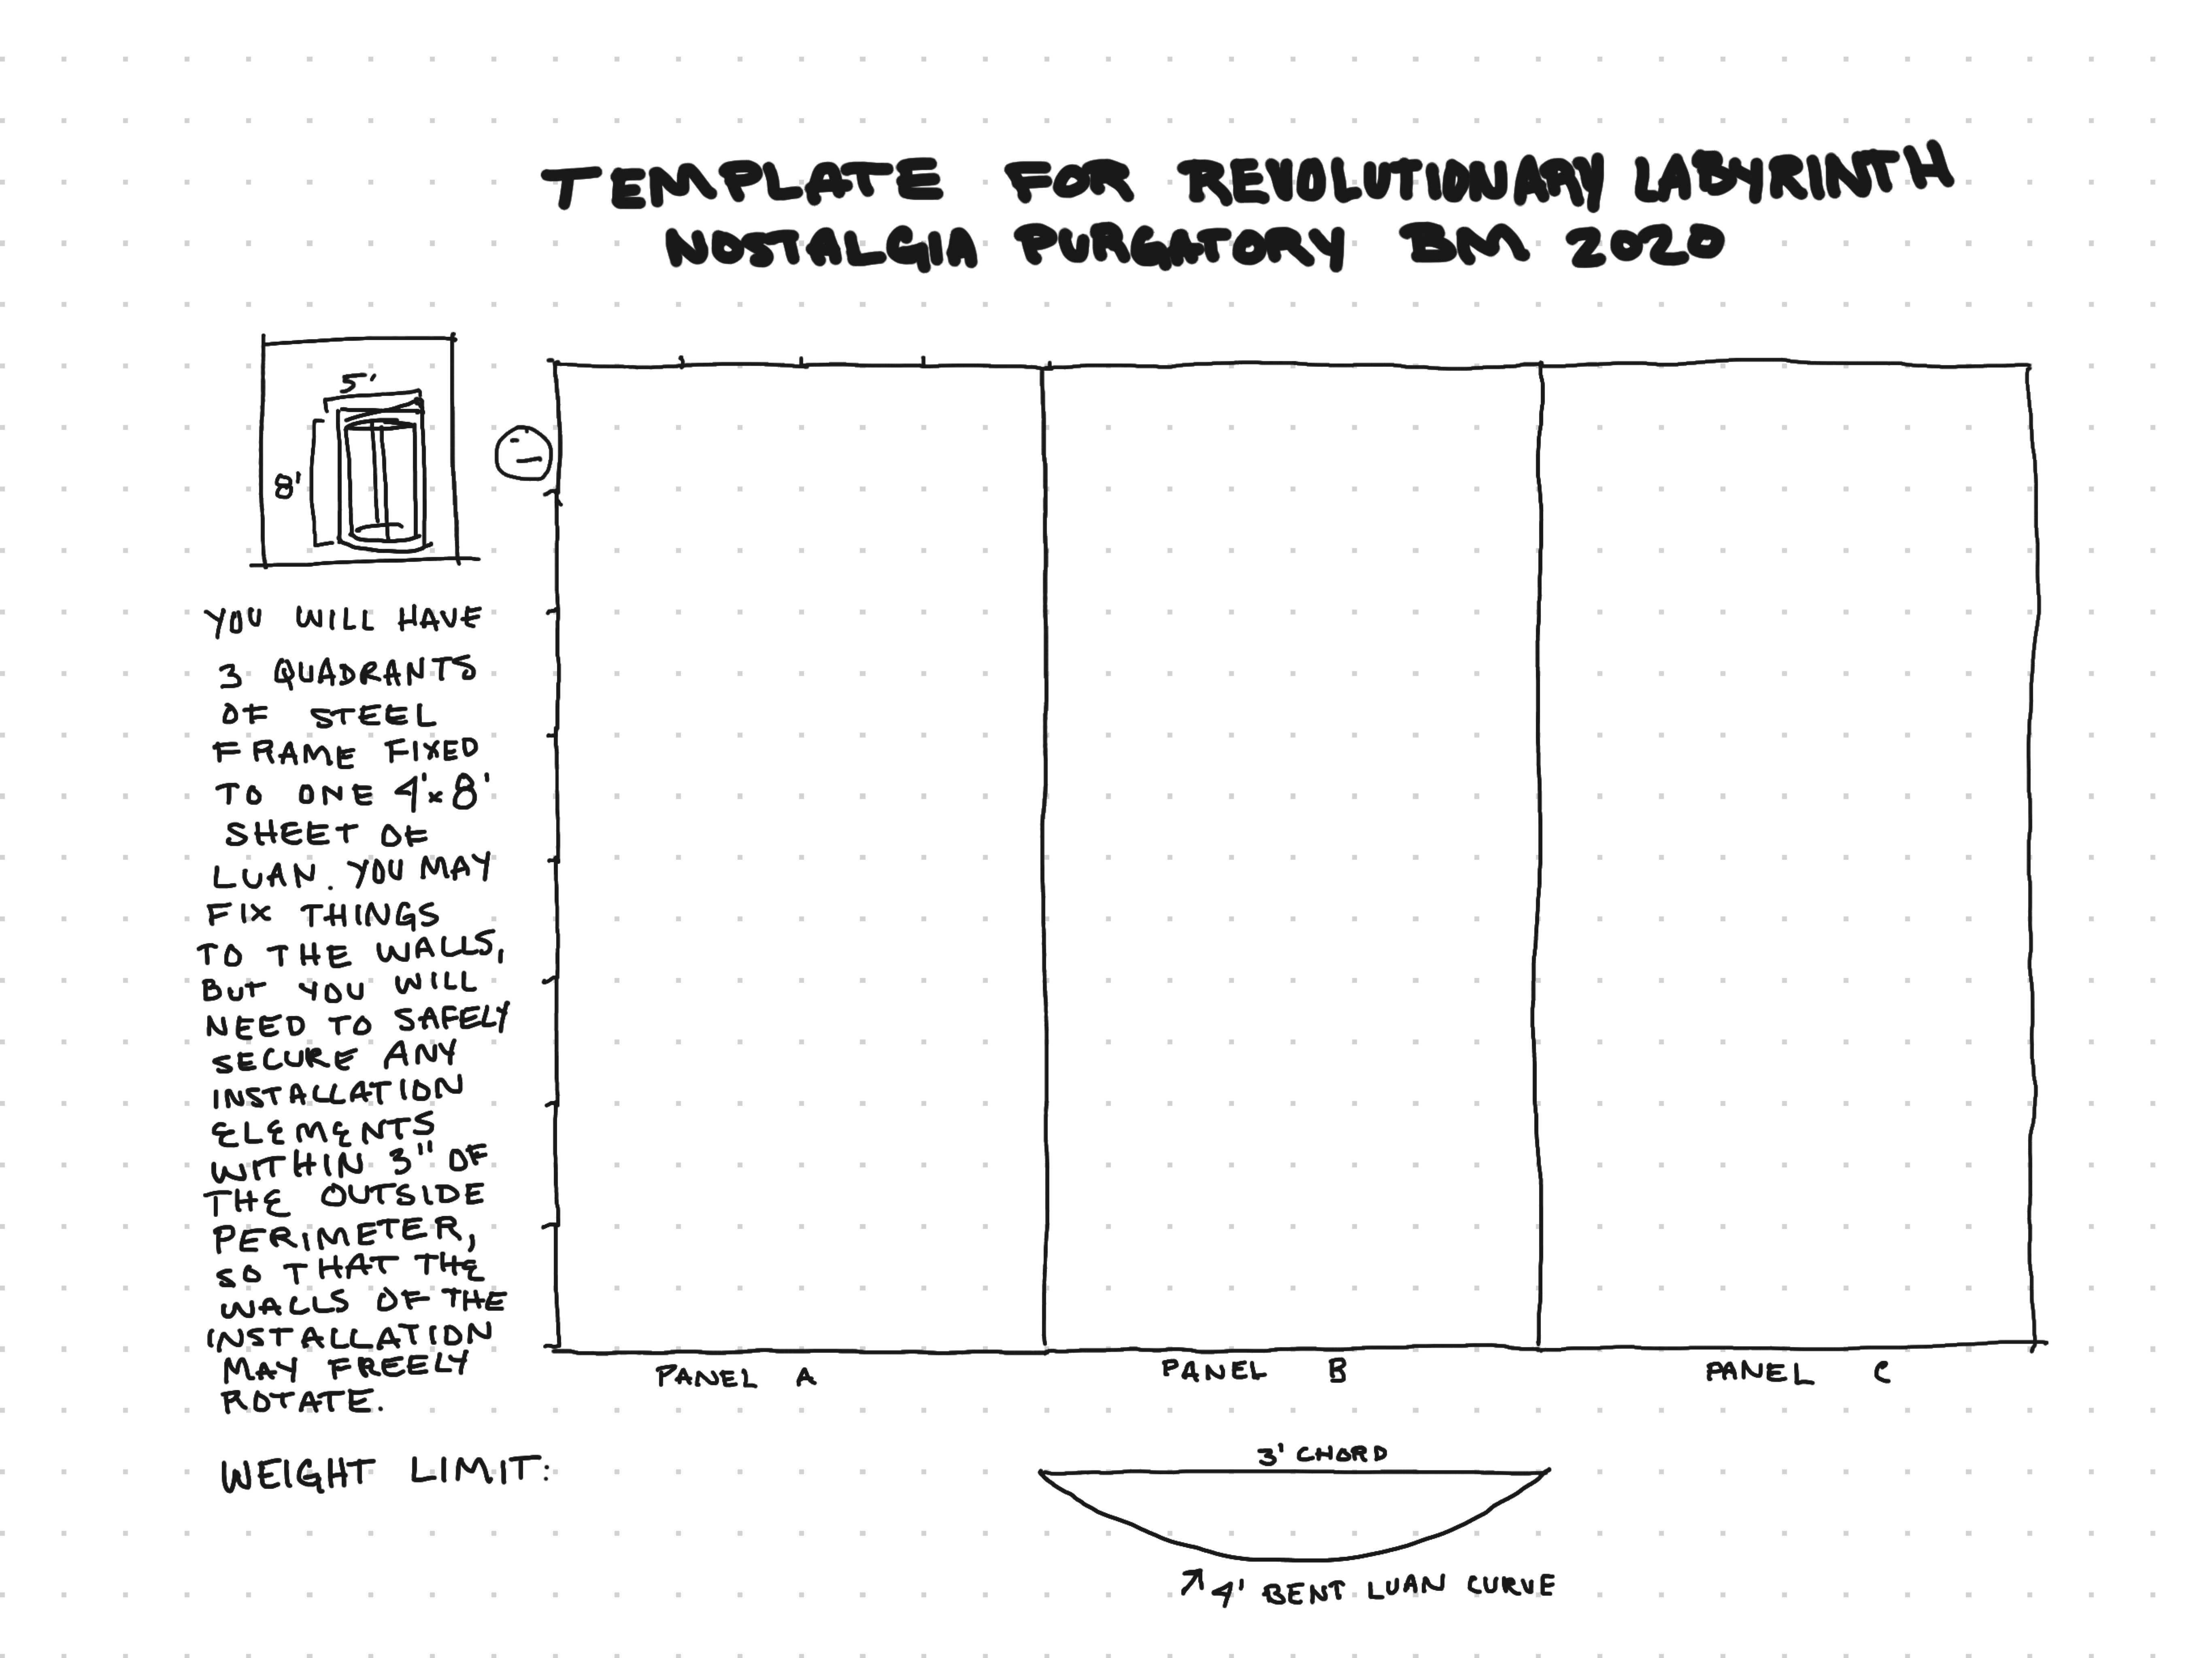 TEMPLATE FOR REVOLUTIONARY LABYRINTH
NOSTALGIA PURGATORY BM 2020
5'
8'
YOU WILL HAVE
3 QUADRANTS
OF STEEL
FRAME FIXED
TO ONE 4'x8'
SHEET OF
LUAN. YOU MAY
FIX THINGS
TO THE WALLS,
BUT YOU WILL
NEED TO SAFELY
SECURE ANY
INSTALLATION
ELEMENTS
WITHIN 3" OF
THE OUTSIDE
PERIMETER,
SO THAT THE
WALLS OF THE
INSTALLATION
MAY FREELY
ROTATE.
WEIGHT LIMIT:
PANEL A
PANEL B
PANEL C
3' CHORD
4' BENT LUAN CURVE